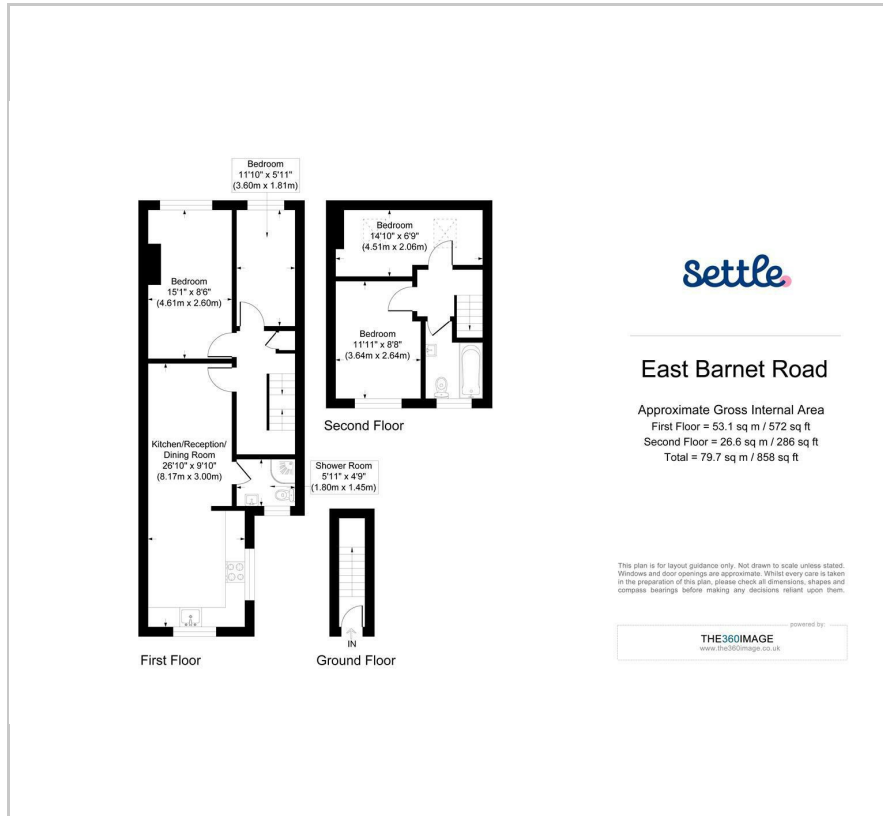 Bedroom
11'10" x 5'11"
(3.60m x 1.81m)
Bedroom
15'1" x 8'6"
(4.61m x 2.60m)
Bedroom
14'10" x 6'9"
(4.51m x 2.06m)
Bedroom
11'11" x 8'8"
(3.64m x 2.64m)
Second Floor
Kitchen/Reception/
Dining Room
26'10" x 9'10"
(8.17m x 3.00m)
Shower Room
5'11" x 4'9"
(1.80m x 1.45m)
IN
First Floor
Ground Floor
Settle
East Barnet Road
Approximate Gross Internal Area
First Floor = 53.1 sq m / 572 sq ft
Second Floor = 26.6 sq m / 286 sq ft
Total = 79.7 sq m / 858 sq ft
This plan is for layout guidance only. Not drawn to scale unless stated.
Windows and door openings are approximate. Whilst every care is taken
in the preparation of this plan, please check all dimensions, shapes and
compass bearings before making any decisions reliant upon them.
powered by:
THE360IMAGE
www.the360image.co.uk